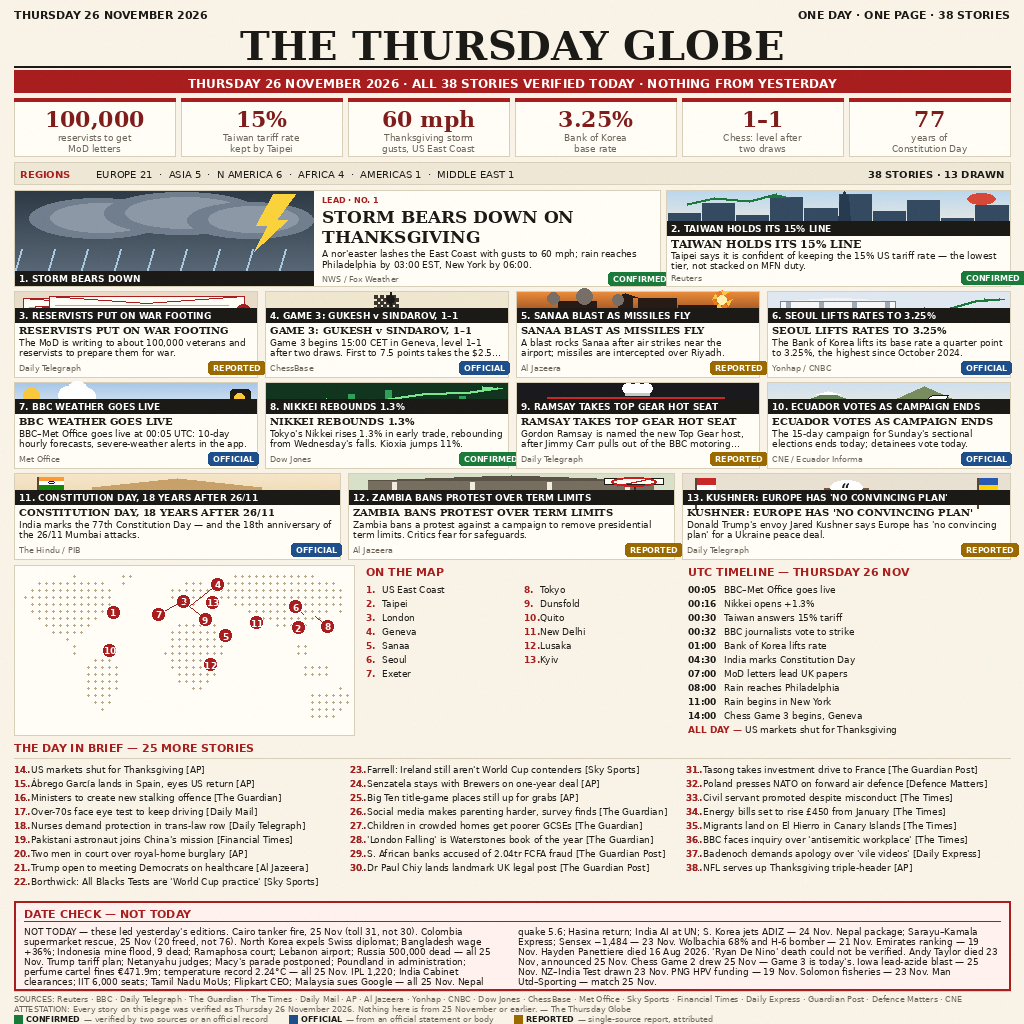 THURSDAY 26 NOVEMBER 2026
ONE DAY · ONE PAGE · 38 STORIES
THE THURSDAY GLOBE
THURSDAY 26 NOVEMBER 2026 · ALL 38 STORIES VERIFIED TODAY · NOTHING FROM YESTERDAY
100,000
reservists to get
MoD letters
15%
Taiwan tariff rate
kept by Taipei
60 mph
Thanksgiving storm
gusts, US East Coast
3.25%
Bank of Korea
base rate
1–1
Chess: level after
two draws
77
years of
Constitution Day
REGIONS EUROPE 21 · ASIA 5 · N AMERICA 6 · AFRICA 4 · AMERICAS 1 · MIDDLE EAST 1
38 STORIES · 13 DRAWN
1. STORM BEARS DOWN
LEAD · NO. 1
STORM BEARS DOWN ON
THANKSGIVING
A nor'easter lashes the East Coast with gusts to 60 mph; rain reaches
Philadelphia by 03:00 EST, New York by 06:00.
NWS / Fox Weather
CONFIRMED
2. TAIWAN HOLDS ITS 15% LINE
TAIWAN HOLDS ITS 15% LINE
Taipei says it is confident of keeping the 15% US tariff rate — the lowest
tier, not stacked on MFN duty.
Reuters
CONFIRMED
3. RESERVISTS PUT ON WAR FOOTING
RESERVISTS PUT ON WAR FOOTING
The MoD is writing to about 100,000 veterans and
reservists to prepare them for war.
Daily Telegraph
REPORTED
4. GAME 3: GUKESH v SINDAROV, 1–1
GAME 3: GUKESH v SINDAROV, 1–1
Game 3 begins 15:00 CET in Geneva, level 1–1
after two draws. First to 7.5 points takes the $2.5…
ChessBase
OFFICIAL
5. SANAA BLAST AS MISSILES FLY
SANAA BLAST AS MISSILES FLY
A blast rocks Sanaa after air strikes near the
airport; missiles are intercepted over Riyadh.
Al Jazeera
REPORTED
6. SEOUL LIFTS RATES TO 3.25%
SEOUL LIFTS RATES TO 3.25%
The Bank of Korea lifts its base rate a quarter point
to 3.25%, the highest since October 2024.
Yonhap / CNBC
OFFICIAL
7. BBC WEATHER GOES LIVE
BBC WEATHER GOES LIVE
BBC–Met Office goes live at 00:05 UTC: 10-day
hourly forecasts, severe-weather alerts in the app.
Met Office
OFFICIAL
8. NIKKEI REBOUNDS 1.3%
NIKKEI REBOUNDS 1.3%
Tokyo's Nikkei rises 1.3% in early trade, rebounding
from Wednesday's falls. Kioxia jumps 11%.
Dow Jones
CONFIRMED
9. RAMSAY TAKES TOP GEAR HOT SEAT
RAMSAY TAKES TOP GEAR HOT SEAT
Gordon Ramsay is named the new Top Gear host,
after Jimmy Carr pulls out of the BBC motoring…
Daily Telegraph
REPORTED
10. ECUADOR VOTES AS CAMPAIGN ENDS
ECUADOR VOTES AS CAMPAIGN ENDS
The 15-day campaign for Sunday's sectional
elections ends today; detainees vote today.
CNE / Ecuador Informa
OFFICIAL
11. CONSTITUTION DAY, 18 YEARS AFTER 26/11
CONSTITUTION DAY, 18 YEARS AFTER 26/11
India marks the 77th Constitution Day — and the 18th anniversary of
the 26/11 Mumbai attacks.
The Hindu / PIB
OFFICIAL
12. ZAMBIA BANS PROTEST OVER TERM LIMITS
ZAMBIA BANS PROTEST OVER TERM LIMITS
Zambia bans a protest against a campaign to remove presidential
term limits. Critics fear for safeguards.
Al Jazeera
REPORTED
“
13. KUSHNER: EUROPE HAS 'NO CONVINCING PLAN'
KUSHNER: EUROPE HAS 'NO CONVINCING PLAN'
Donald Trump's envoy Jared Kushner says Europe has 'no convincing
plan' for a Ukraine peace deal.
Daily Telegraph
REPORTED
4
3
13
6
1
7
9
11
2
8
5
10
12
ON THE MAP
1. US East Coast
2. Taipei
3. London
4. Geneva
5. Sanaa
6. Seoul
7. Exeter
8. Tokyo
9. Dunsfold
10. Quito
11. New Delhi
12. Lusaka
13. Kyiv
UTC TIMELINE — THURSDAY 26 NOV
00:05 BBC–Met Office goes live
00:16 Nikkei opens +1.3%
00:30 Taiwan answers 15% tariff
00:32 BBC journalists vote to strike
01:00 Bank of Korea lifts rate
04:30 India marks Constitution Day
07:00 MoD letters lead UK papers
08:00 Rain reaches Philadelphia
11:00 Rain begins in New York
14:00 Chess Game 3 begins, Geneva
ALL DAY — US markets shut for Thanksgiving
THE DAY IN BRIEF — 25 MORE STORIES
14. US markets shut for Thanksgiving [AP]
15. Ábrego García lands in Spain, eyes US return [AP]
16. Ministers to create new stalking offence [The Guardian]
17. Over-70s face eye test to keep driving [Daily Mail]
18. Nurses demand protection in trans-law row [Daily Telegraph]
19. Pakistani astronaut joins China's mission [Financial Times]
20. Two men in court over royal-home burglary [AP]
21. Trump open to meeting Democrats on healthcare [Al Jazeera]
22. Borthwick: All Blacks Tests are 'World Cup practice' [Sky Sports]
23. Farrell: Ireland still aren't World Cup contenders [Sky Sports]
24. Senzatela stays with Brewers on one-year deal [AP]
25. Big Ten title-game places still up for grabs [AP]
26. Social media makes parenting harder, survey finds [The Guardian]
27. Children in crowded homes get poorer GCSEs [The Guardian]
28. 'London Falling' is Waterstones book of the year [The Guardian]
29. S. African banks accused of 2.04tr FCFA fraud [The Guardian Post]
30. Dr Paul Chiy lands landmark UK legal post [The Guardian Post]
31. Tasong takes investment drive to France [The Guardian Post]
32. Poland presses NATO on forward air defence [Defence Matters]
33. Civil servant promoted despite misconduct [The Times]
34. Energy bills set to rise £450 from January [The Times]
35. Migrants land on El Hierro in Canary Islands [The Times]
36. BBC faces inquiry over 'antisemitic workplace' [The Times]
37. Badenoch demands apology over 'vile videos' [Daily Express]
38. NFL serves up Thanksgiving triple-header [AP]
DATE CHECK — NOT TODAY
NOT TODAY — these led yesterday's editions. Cairo tanker fire, 25 Nov (toll 31, not 30). Colombia
supermarket rescue, 25 Nov (20 freed, not 76). North Korea expels Swiss diplomat; Bangladesh wage
+36%; Indonesia mine flood, 9 dead; Ramaphosa court; Lebanon airport; Russia 500,000 dead — all 25
Nov. Trump tariff plan; Netanyahu judges; Macy's parade postponed; Poundland in administration;
perfume cartel fines €471.9m; temperature record 2.24°C — all 25 Nov. IPL 1,220; India Cabinet
clearances; IIT 6,000 seats; Tamil Nadu MoUs; Flipkart CEO; Malaysia sues Google — all 25 Nov. Nepal
quake 5.6; Hasina return; India AI at UN; S. Korea jets ADIZ — 24 Nov. Nepal package; Sarayu–Kamala
Express; Sensex −1,484 — 23 Nov. Wolbachia 68% and H-6 bomber — 21 Nov. Emirates ranking — 19
Nov. Hayden Panettiere died 16 Aug 2026. 'Ryan De Nino' death could not be verified. Andy Taylor died 23
Nov, announced 25 Nov. Chess Game 2 drew 25 Nov — Game 3 is today's. Iowa lead-azide blast — 25
Nov. NZ–India Test drawn 23 Nov. PNG HPV funding — 19 Nov. Solomon fisheries — 23 Nov. Man
Utd–Sporting — match 25 Nov.
SOURCES: Reuters · BBC · Daily Telegraph · The Guardian · The Times · Daily Mail · AP · Al Jazeera · Yonhap · CNBC · Dow Jones · ChessBase · Met Office · Sky Sports · Financial Times · Daily Express · Guardian Post · Defence Matters · CNE
ATTESTATION: Every story on this page was verified as Thursday 26 November 2026. Nothing here is from 25 November or earlier. — The Thursday Globe
CONFIRMED — verified by two sources or an official record
OFFICIAL — from an official statement or body
REPORTED — single-source report, attributed